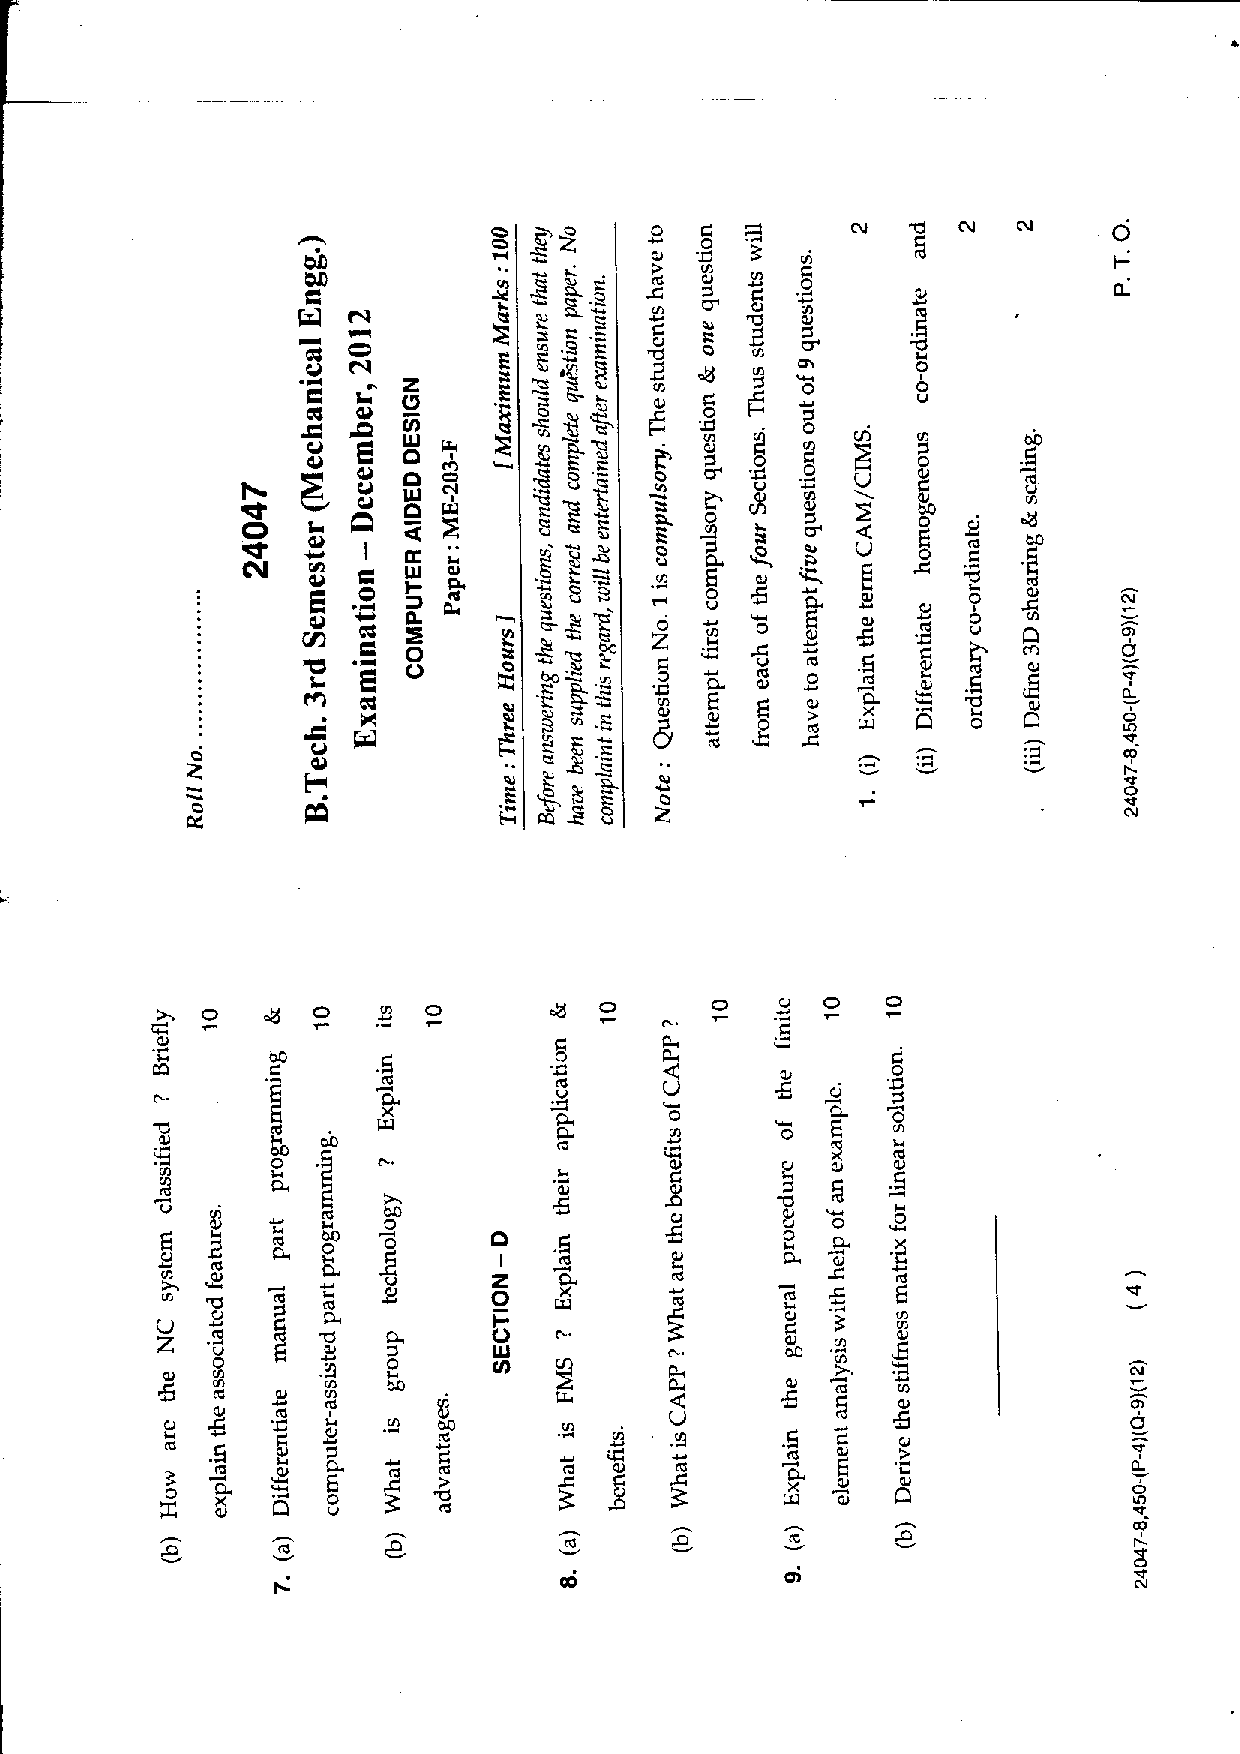 (b) How are the NC system classified ? Briefly
explain the associated features. 10
7. (a) Differentiate manual part programming &
computer-assisted part programming. 10
(b) What is group technology ? Explain its
advantages. 10
SECTION – D
8. (a) What is FMS ? Explain their application &
benefits. 10
(b) What is CAPP ? What are the benefits of CAPP ?
10
9. (a) Explain the general procedure of the finite
element analysis with help of an example. 10
(b) Derive the stiffness matrix for linear solution. 10
24047-8,450-(P-4)(Q-9)(12) ( 4 )
Roll No. ......................
24047
B.Tech. 3rd Semester (Mechanical Engg.)
Examination – December, 2012
COMPUTER AIDED DESIGN
Paper : ME-203-F
Time : Three Hours ] [ Maximum Marks : 100
Before answering the questions, candidates should ensure that they
have been supplied the correct and complete question paper. No
complaint in this regard, will be entertained after examination.
Note : Question No. 1 is compulsory. The students have to
attempt first compulsory question & one question
from each of the four Sections. Thus students will
have to attempt five questions out of 9 questions.
1. (i) Explain the term CAM/CIMS. 2
(ii) Differentiate homogeneous co-ordinate and
ordinary co-ordinate. 2
(iii) Define 3D shearing & scaling. 2
24047-8,450-(P-4)(Q-9)(12) P. T. O.